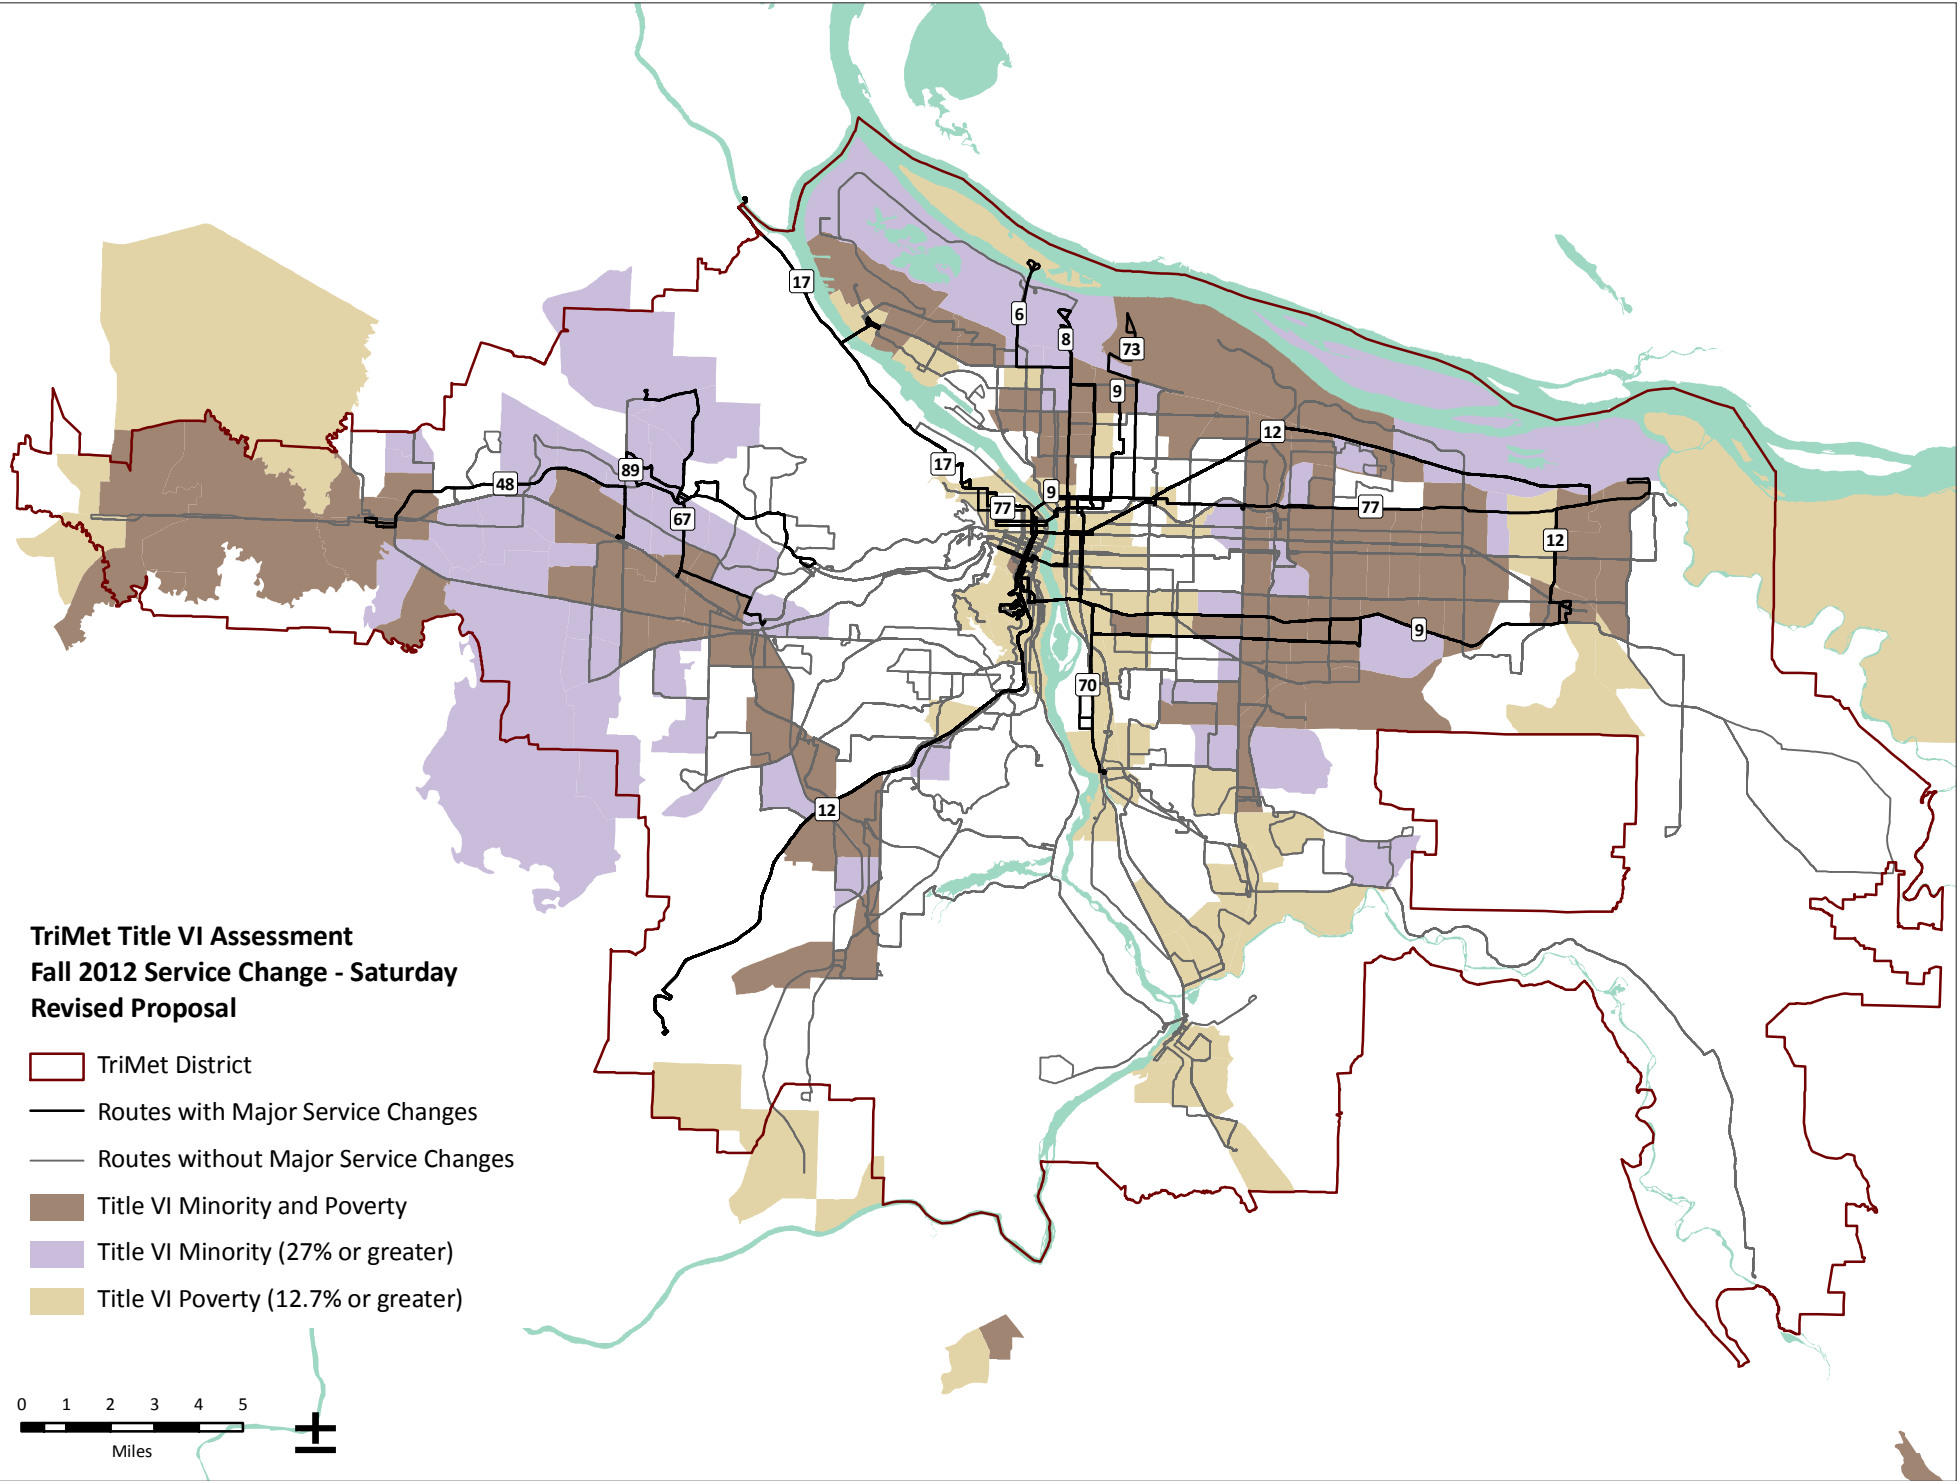 17
6
8
73
9
12
17
89
48
9
77
77
67
12
9
70
12
TriMet Title VI Assessment
Fall 2012 Service Change - Saturday
Revised Proposal
TriMet District
Routes with Major Service Changes
Routes without Major Service Changes
Title VI Minority and Poverty
Title VI Minority (27% or greater)
Title VI Poverty (12.7% or greater)
0 1 2 3 4 5
Miles